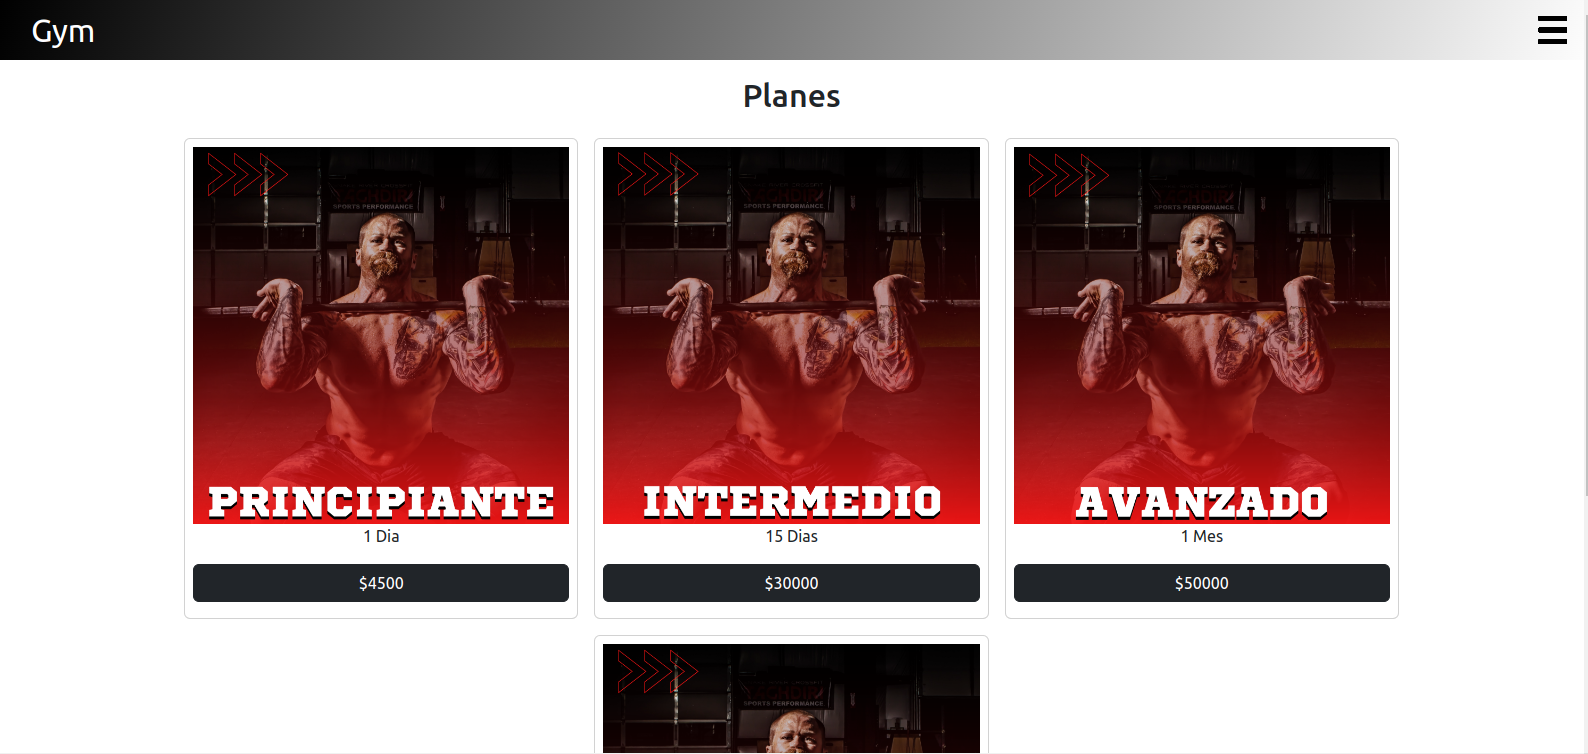 Gym
Planes
SPORTS PERFORMANCE
PRINCIPIANTE
1 Dia
$4500
SPORTS PERFORMANCE
INTERMEDIO
15 Dias
$30000
SPORTS PERFORMANCE
AVANZADO
1 Mes
$50000
SPORTS PERFORMANCE